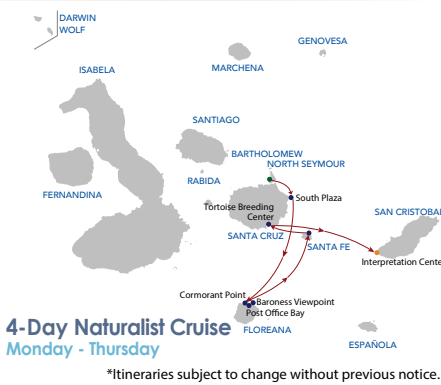 DARWIN
WOLF
GENOVESA
MARCHENA
ISABELA
SANTIAGO
BARTHOLOMEW
NORTH SEYMOUR
RABIDA
FERNANDINA
South Plaza
Tortoise Breeding
Center
SAN CRISTOBAL
SANTA CRUZ
SANTA FE
Interpretation Cente
Cormorant Point
Baroness Viewpoint
Post Office Bay
FLOREANA
ESPAÑOLA
4-Day Naturalist Cruise
Monday - Thursday
*Itineraries subject to change without previous notice.